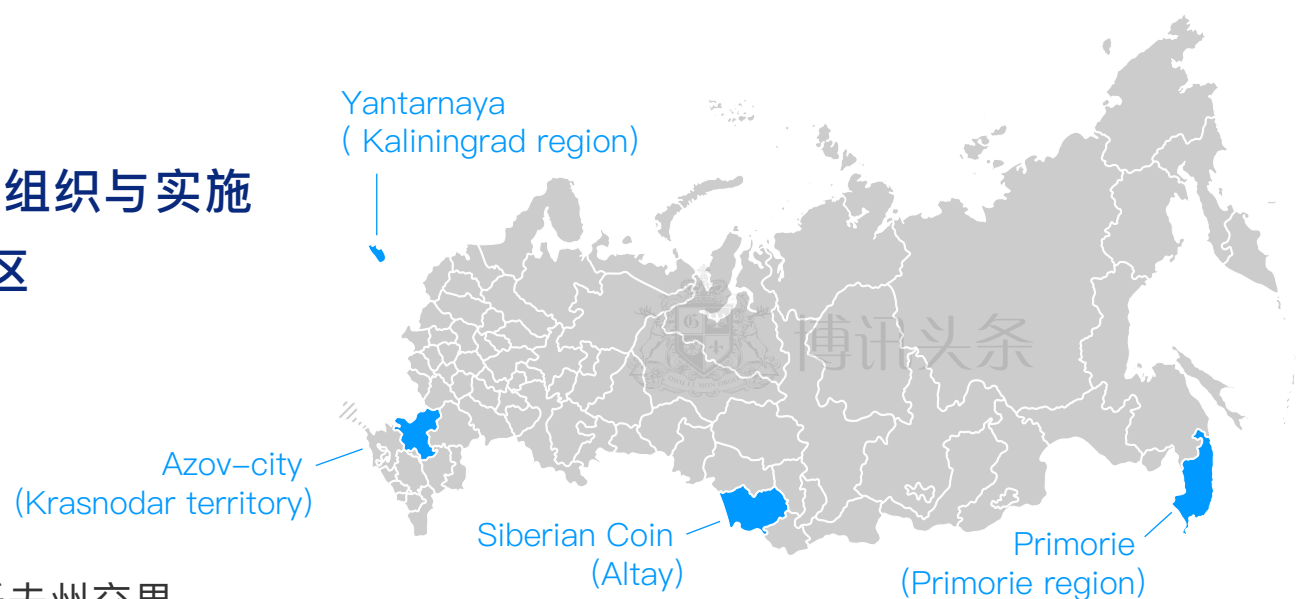 Yantarnaya
( Kaliningrad region)
组织与实施
区
博讯头条
Azov-city
(Krasnodar territory)
Siberian Coin
(Altay)
Primorie
(Primorie region)